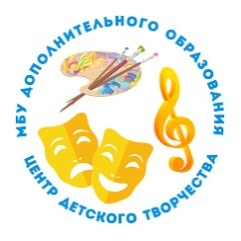 МБУ ДОПОЛНИТЕЛЬНОГО ОБРАЗОВАНИЯ
ЦЕНТР ДЕТСКОГО ТВОРЧЕСТВА